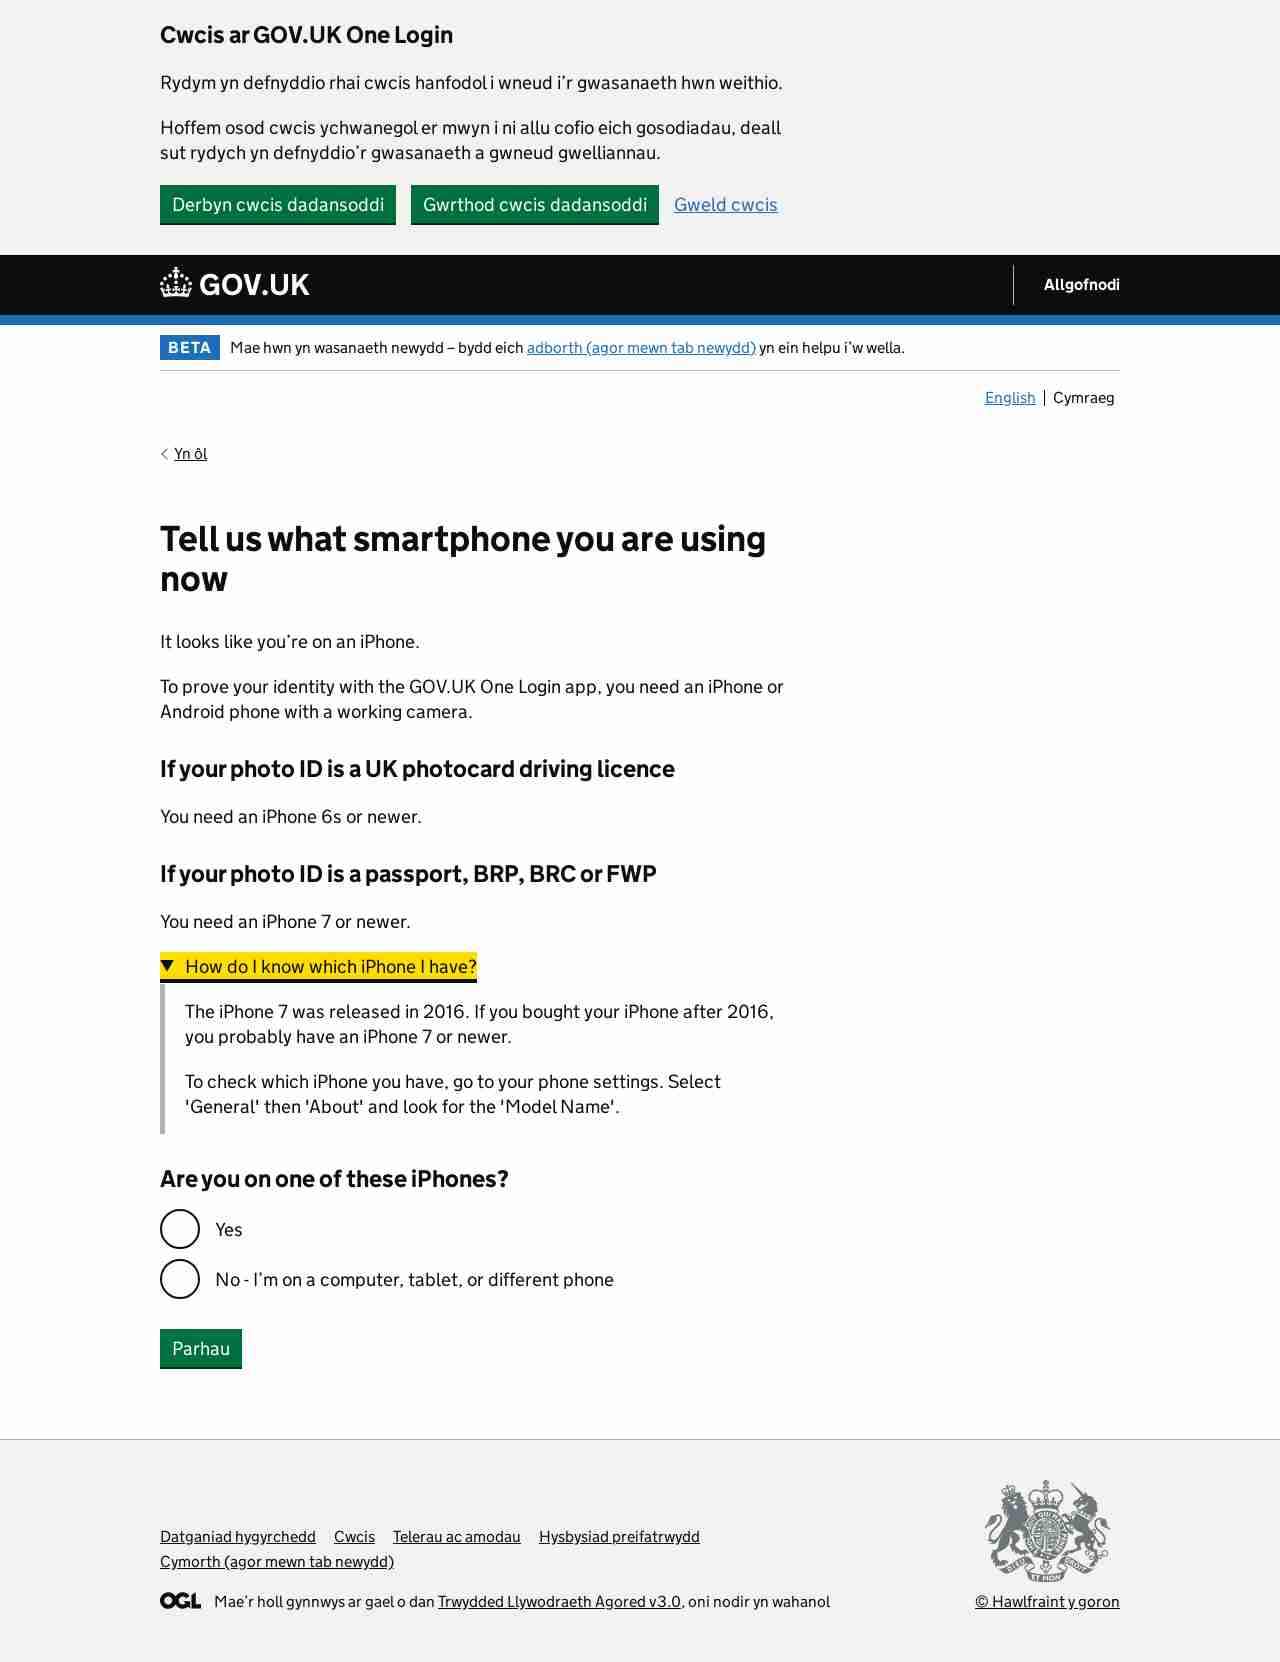 Cwcis ar GOV.UK One Login
Rydym yn defnyddio rhai cwcis hanfodol i wneud i’r gwasanaeth hwn weithio.
Hoffem osod cwcis ychwanegol er mwyn i ni allu cofio eich gosodiadau, deall
sut rydych yn defnyddio’r gwasanaeth a gwneud gwelliannau.
Derbyn cwcis dadansoddi Gwrthod cwcis dadansoddi Gweld cwcis
GOV.UK Allgofnodi
BETA Mae hwn yn wasanaeth newydd – bydd eich adborth (agor mewn tab newydd) yn ein helpu i’w wella.
English Cymraeg
Yn ôl
Tell us what smartphone you are using
now
It looks like you’re on an iPhone.
To prove your identity with the GOV.UK One Login app, you need an iPhone or
Android phone with a working camera.
If your photo ID is a UK photocard driving licence
You need an iPhone 6s or newer.
If your photo ID is a passport, BRP, BRC or FWP
You need an iPhone 7 or newer.
How do I know which iPhone I have?
The iPhone 7 was released in 2016. If you bought your iPhone after 2016,
you probably have an iPhone 7 or newer.
To check which iPhone you have, go to your phone settings. Select
'General' then 'About' and look for the 'Model Name'.
Are you on one of these iPhones?
Yes
No - I’m on a computer, tablet, or different phone
Parhau
Datganiad hygyrchedd Cwcis Telerau ac amodau Hysbysiad preifatrwydd
Cymorth (agor mewn tab newydd)
OGL Mae’r holl gynnwys ar gael o dan Trwydded Llywodraeth Agored v3.0, oni nodir yn wahanol
© Hawlfraint y goron